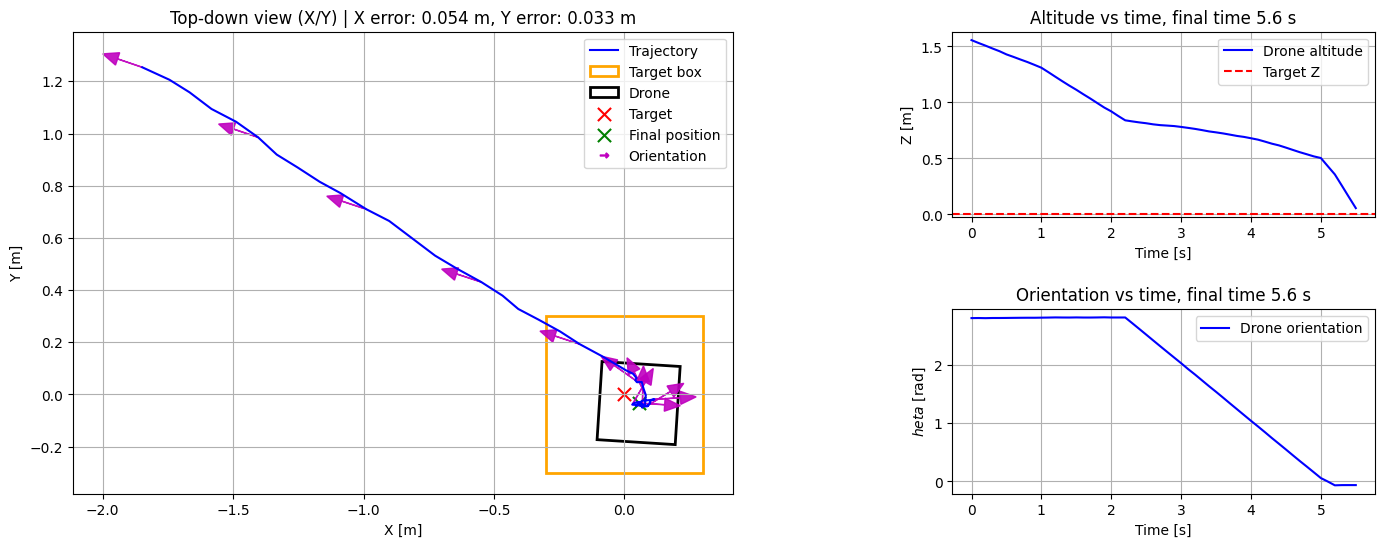 Top-down view (X/Y) | X error: 0.054 m, Y error: 0.033 m
Y [m]
1.2
1.0
0.8
0.6
0.4
0.2
0.0
−0.2
−2.0
−1.5
−1.0
−0.5
0.0
X [m]
Trajectory
Target box
Drone
Target
Final position
Orientation
Altitude vs time, final time 5.6 s
Z [m]
1.5
1.0
0.5
0.0
0
1
2
3
4
5
Time [s]
Drone altitude
Target Z
Orientation vs time, final time 5.6 s
heta [rad]
2
1
0
0
1
2
3
4
5
Time [s]
Drone orientation